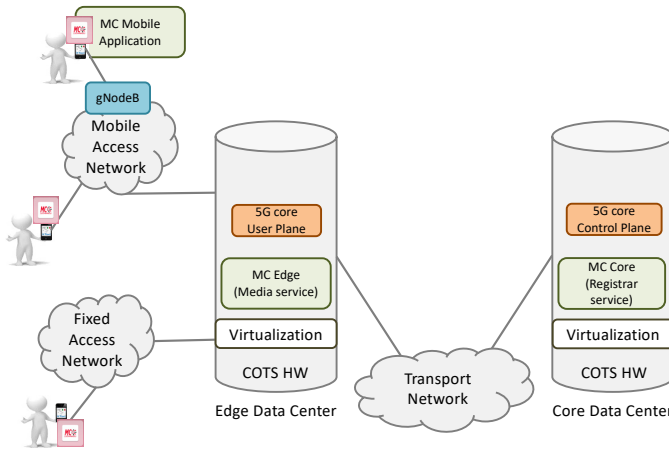 MC Mobile
Application
gNodeB
Mobile
Access
Network
5G core
User Plane
MC Edge
(Media service)
Virtualization
COTS HW
Edge Data Center
Fixed
Access
Network
Transport
Network
5G core
Control Plane
MC Core
(Registrar
service)
Virtualization
COTS HW
Core Data Center